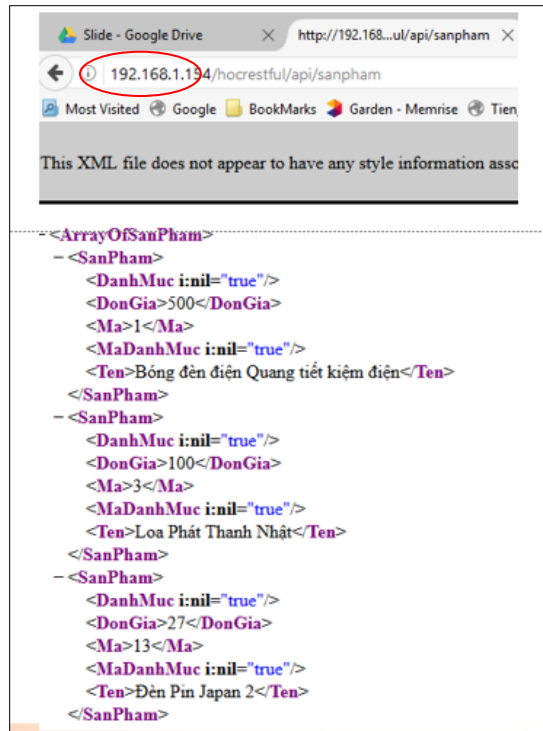 Slide - Google Drive
http://192.168...ul/api/sanpham
192.168.1.154/hocrestful/api/sanpham
Most Visited Google BookMarks Garden - Memrise Tien
This XML file does not appear to have any style information asso
-<ArrayOfSanPham>
-<SanPham>
<DanhMuc i:nil="true"/>
<DonGia>500</DonGia>
<Ma>1</Ma>
<MaDanhMuc i:nil="true"/>
<Ten>Bóng đèn điện Quang tiết kiệm điện</Ten>
</SanPham>
-<SanPham>
<DanhMuc i:nil="true"/>
<DonGia>100</DonGia>
<Ma>3</Ma>
<MaDanhMuc i:nil="true"/>
<Ten>Loa Phát Thanh Nhật</Ten>
</SanPham>
-<SanPham>
<DanhMuc i:nil="true"/>
<DonGia>27</DonGia>
<Ma>13</Ma>
<MaDanhMuc i:nil="true"/>
<Ten>Đèn Pin Japan 2</Ten>
</SanPham>